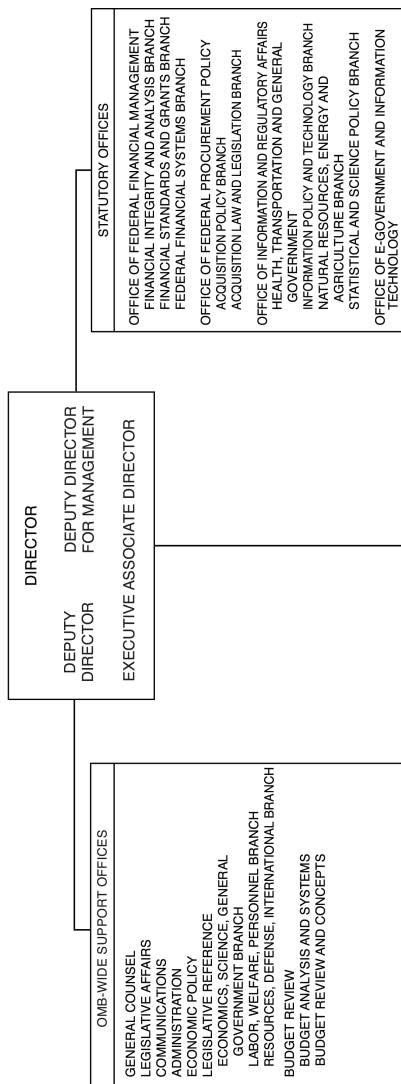 DIRECTOR
DEPUTY
DIRECTOR
DEPUTY DIRECTOR
FOR MANAGEMENT
EXECUTIVE ASSOCIATE DIRECTOR
OMB-WIDE SUPPORT OFFICES
GENERAL COUNSEL
LEGISLATIVE AFFAIRS
COMMUNICATIONS
ADMINISTRATION
ECONOMIC POLICY
LEGISLATIVE REFERENCE
ECONOMICS, SCIENCE, GENERAL
GOVERNMENT BRANCH
LABOR, WELFARE, PERSONNEL BRANCH
RESOURCES, DEFENSE, INTERNATIONAL BRANCH
BUDGET REVIEW
BUDGET ANALYSIS AND SYSTEMS
BUDGET REVIEW AND CONCEPTS
STATUTORY OFFICES
OFFICE OF FEDERAL FINANCIAL MANAGEMENT
FINANCIAL INTEGRITY AND ANALYSIS BRANCH
FINANCIAL STANDARDS AND GRANTS BRANCH
FEDERAL FINANCIAL SYSTEMS BRANCH
OFFICE OF FEDERAL PROCUREMENT POLICY
ACQUISITION POLICY BRANCH
ACQUISITION LAW AND LEGISLATION BRANCH
OFFICE OF INFORMATION AND REGULATORY AFFAIRS
HEALTH, TRANSPORTATION AND GENERAL
GOVERNMENT
INFORMATION POLICY AND TECHNOLOGY BRANCH
NATURAL RESOURCES, ENERGY AND
AGRICULTURE BRANCH
STATISTICAL AND SCIENCE POLICY BRANCH
OFFICE OF E-GOVERNMENT AND INFORMATION
TECHNOLOGY